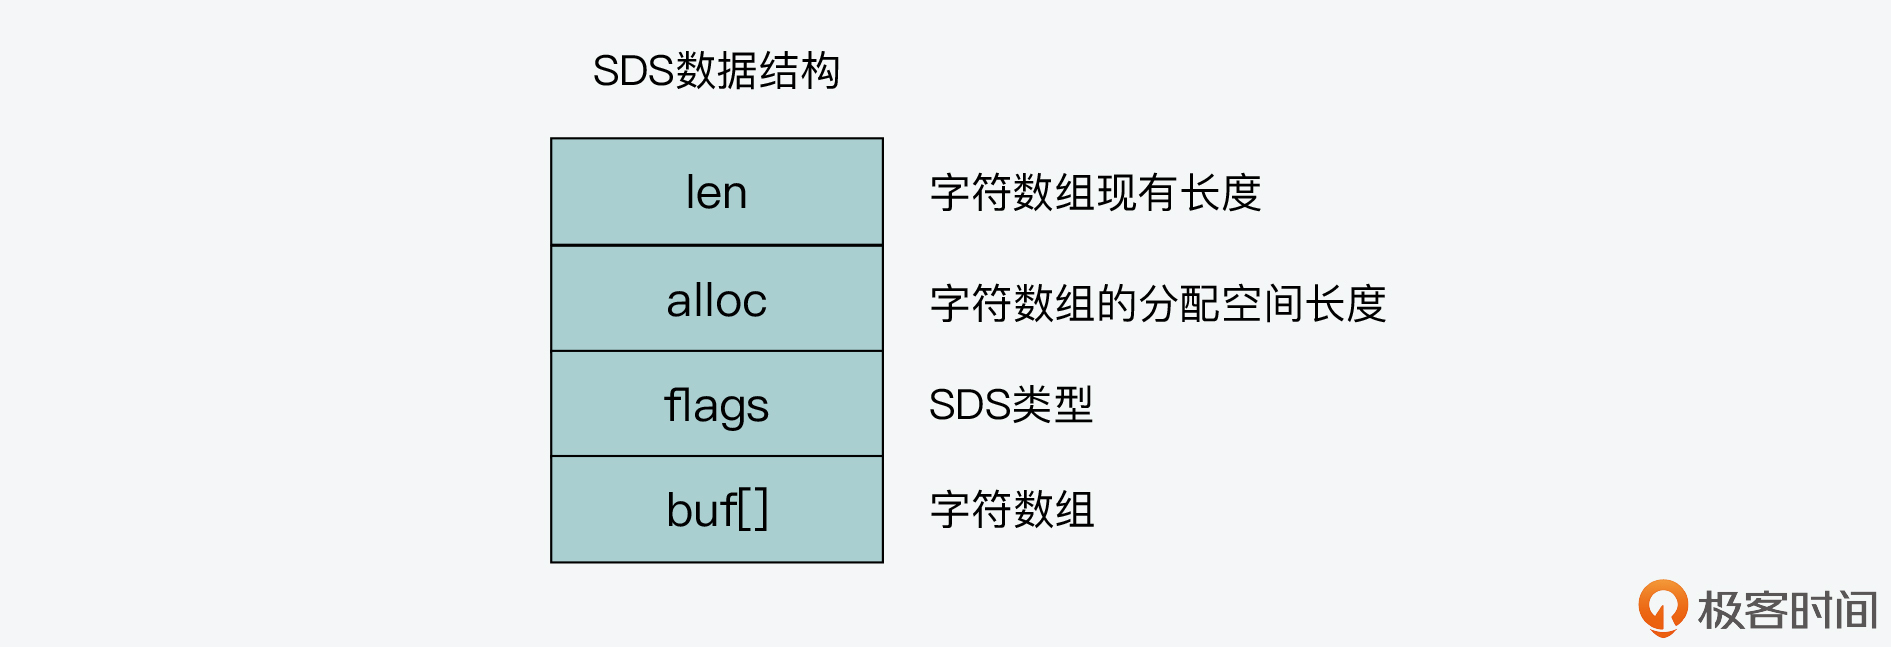 SDS数据结构
len 字符数组现有长度
alloc 字符数组的分配空间长度
flags SDS类型
buf[] 字符数组
极客时间